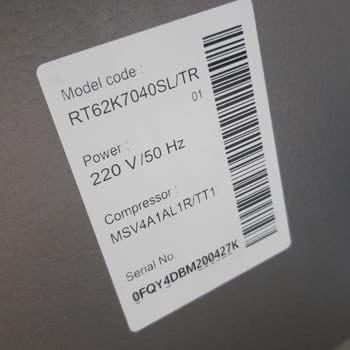 Model code :
RT62K7040SL/TR
01
Power :
220 V/50 Hz
Compressor :
MSV4A1AL1R/TT1
Serial No
0FQY4DBM200427K